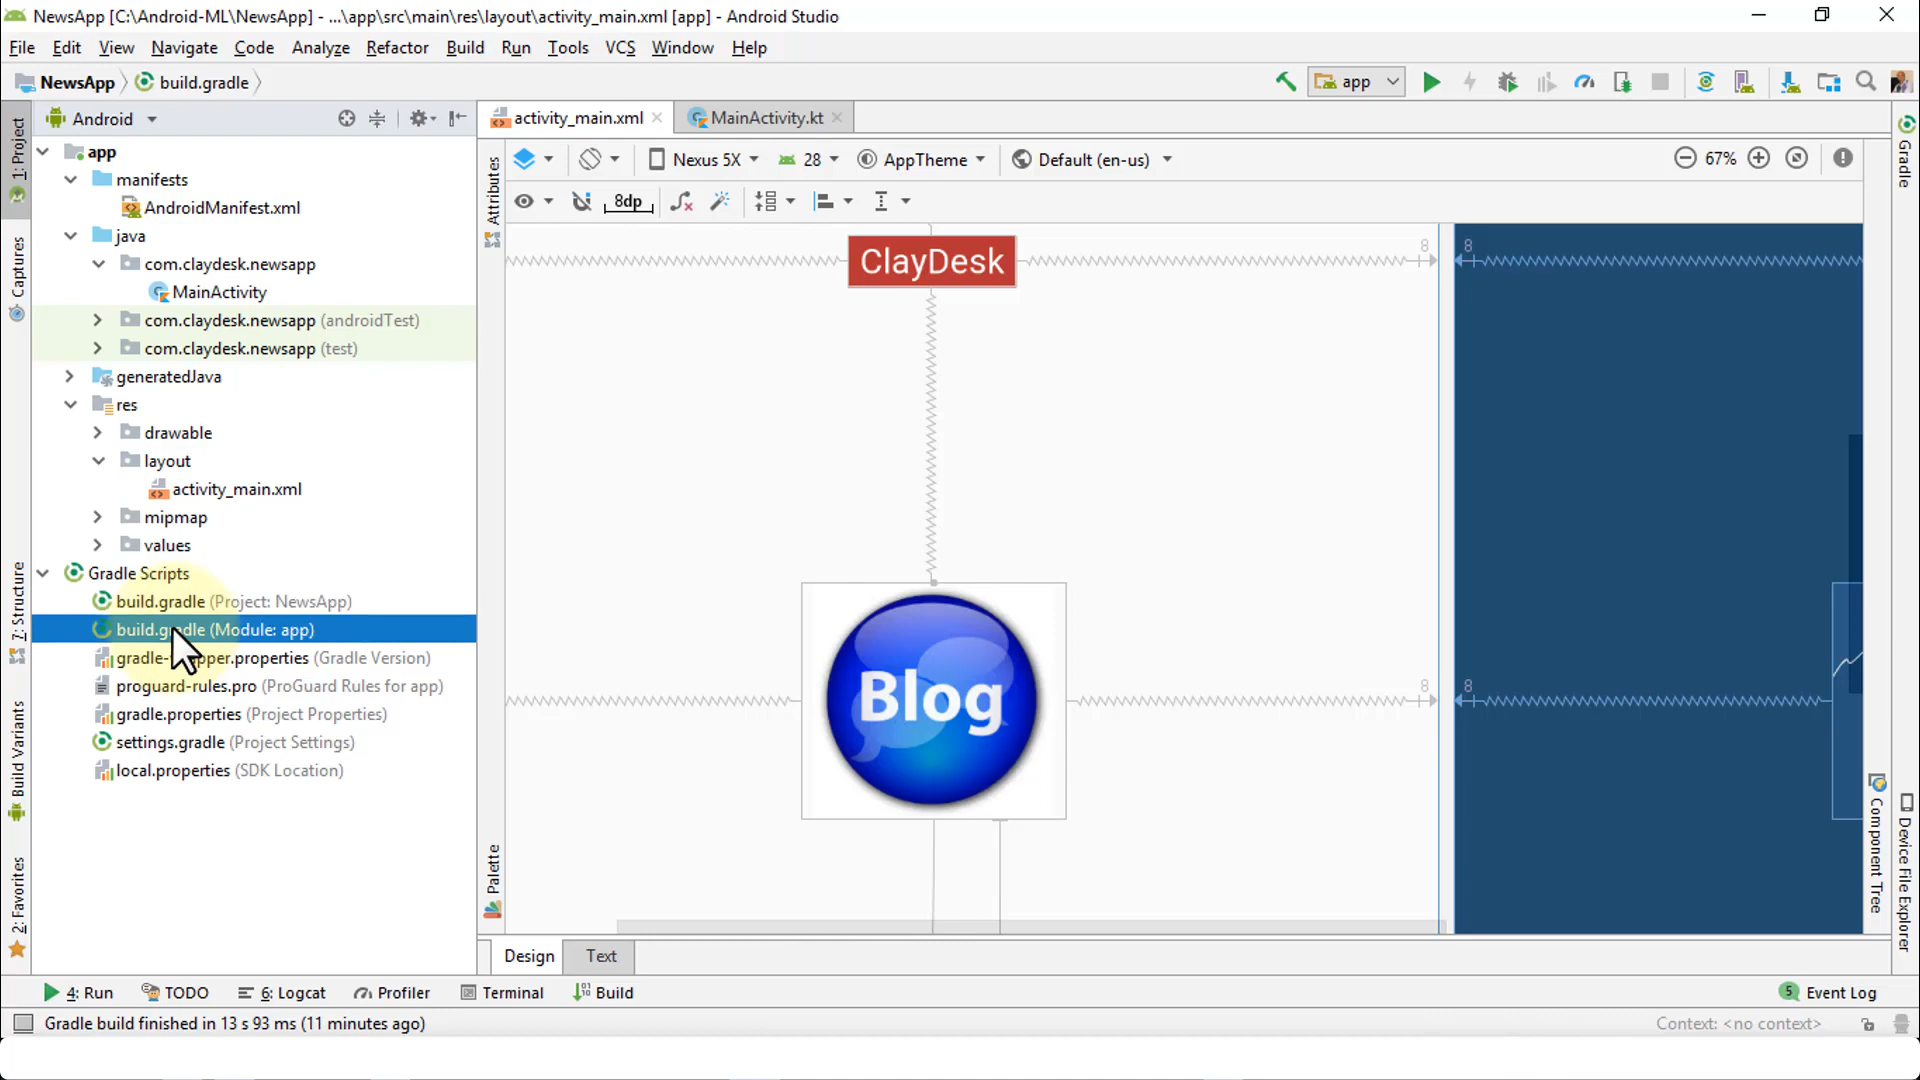 NewsApp [C:\Android-ML\NewsApp] - ...\app\src\main\res\layout\activity_main.xml [app] - Android Studio
File Edit View Navigate Code Analyze Refactor Build Run Tools VCS Window Help
NewsApp build.gradle app
Android
activity_main.xml MainActivity.kt
1: Project
Captures
7: Structure
Build Variants
2: Favorites
app
manifests
AndroidManifest.xml
java
com.claydesk.newsapp
MainActivity
com.claydesk.newsapp (androidTest)
com.claydesk.newsapp (test)
generatedJava
res
drawable
layout
activity_main.xml
mipmap
values
Gradle Scripts
build.gradle (Project: NewsApp)
build.gradle (Module: app)
(Gradle Version)
proguard-rules.pro (ProGuard Rules for app)
gradle.properties (Project Properties)
settings.gradle (Project Settings)
local.properties (SDK Location)
Attributes
Palette
Nexus 5X 28 AppTheme Default (en-us) 67%
8dp
ClayDesk
8 8
Blog
8 8
Gradle
Component Tree
Device File Explorer
Design Text
4: Run TODO 6: Logcat Profiler Terminal Build 5 Event Log
Gradle build finished in 13 s 93 ms (11 minutes ago) Context: <no context>